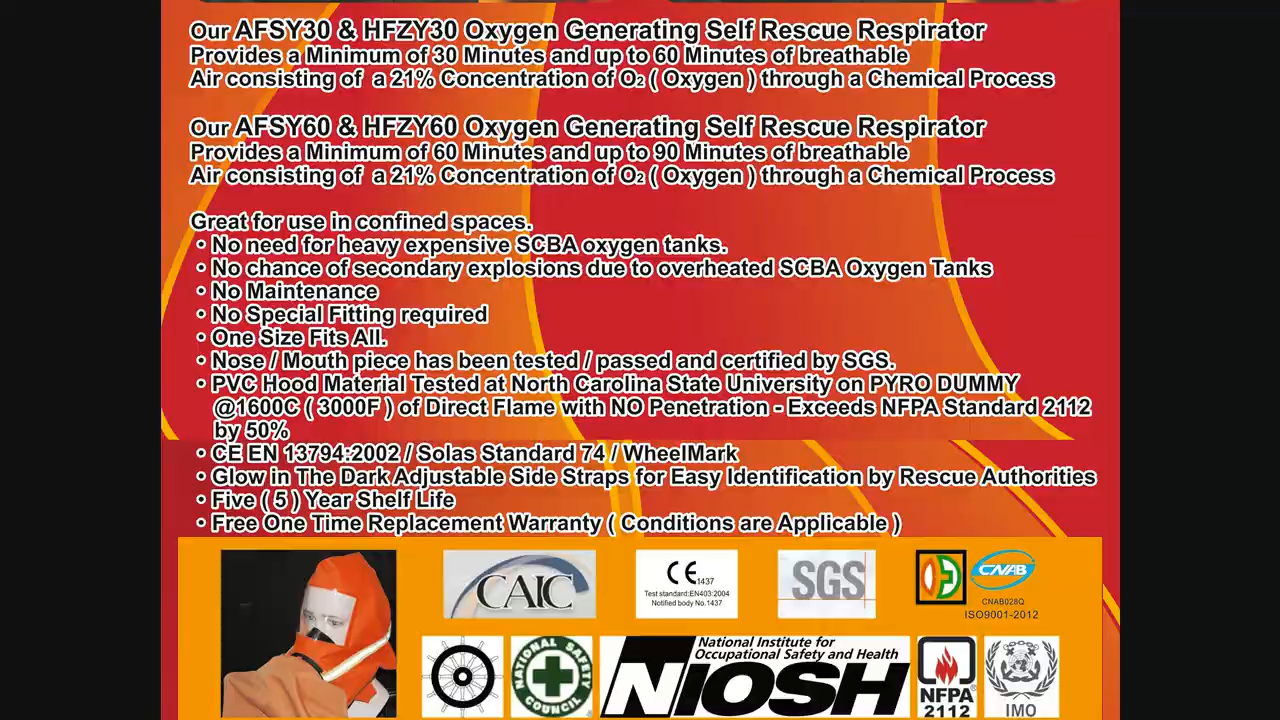 Our AFSY30 & HFZY30 Oxygen Generating Self Rescue Respirator
Provides a Minimum of 30 Minutes and up to 60 Minutes of breathable
Air consisting of a 21% Concentration of O₂ ( Oxygen ) through a Chemical Process
Our AFSY60 & HFZY60 Oxygen Generating Self Rescue Respirator
Provides a Minimum of 60 Minutes and up to 90 Minutes of breathable
Air consisting of a 21% Concentration of O₂ ( Oxygen ) through a Chemical Process
Great for use in confined spaces.
• No need for heavy expensive SCBA oxygen tanks.
• No chance of secondary explosions due to overheated SCBA Oxygen Tanks
• No Maintenance
• No Special Fitting required
• One Size Fits All.
• Nose / Mouth piece has been tested / passed and certified by SGS.
• PVC Hood Material Tested at North Carolina State University on PYRO DUMMY
@1600C ( 3000F ) of Direct Flame with NO Penetration - Exceeds NFPA Standard 2112
by 50%
• CE EN 13794:2002 / Solas Standard 74 / WheelMark
• Glow in The Dark Adjustable Side Straps for Easy Identification by Rescue Authorities
• Five ( 5 ) Year Shelf Life
• Free One Time Replacement Warranty ( Conditions are Applicable )
CAIC
CE 1437
Test standard:EN403:2004
Notified body No.1437
SGS
CNAB
CNAB028Q
ISO9001-2012
NATIONAL SAFETY COUNCIL
National Institute for
Occupational Safety and Health
NIOSH
NFPA
2112
IMO